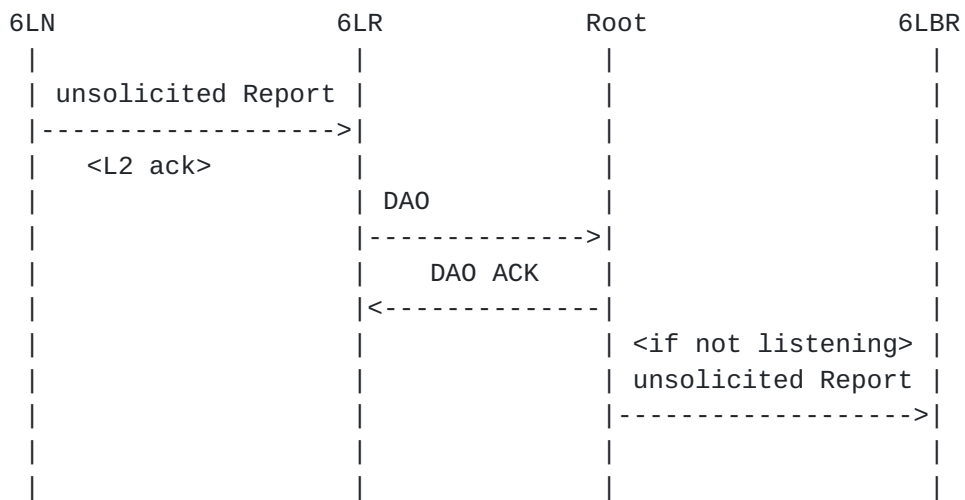 6LN 6LR Root 6LBR
unsolicited Report
<L2 ack>
DAO
DAO ACK
<if not listening>
unsolicited Report